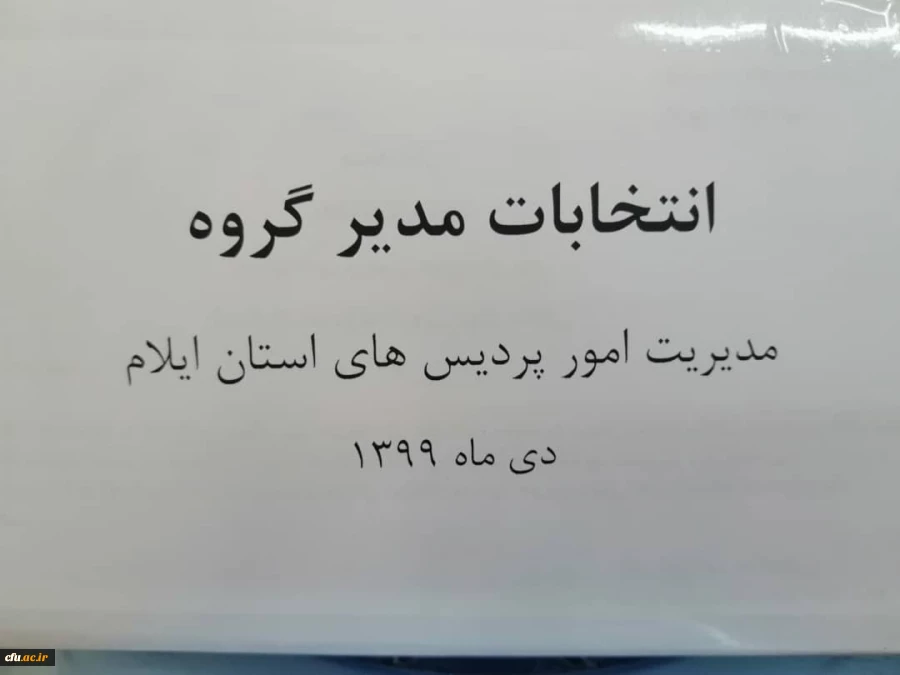 انتخابات مدیر گروه
مدیریت امور پردیس های استان ایلام
دی ماه ۱۳۹۹
cfu.ac.ir